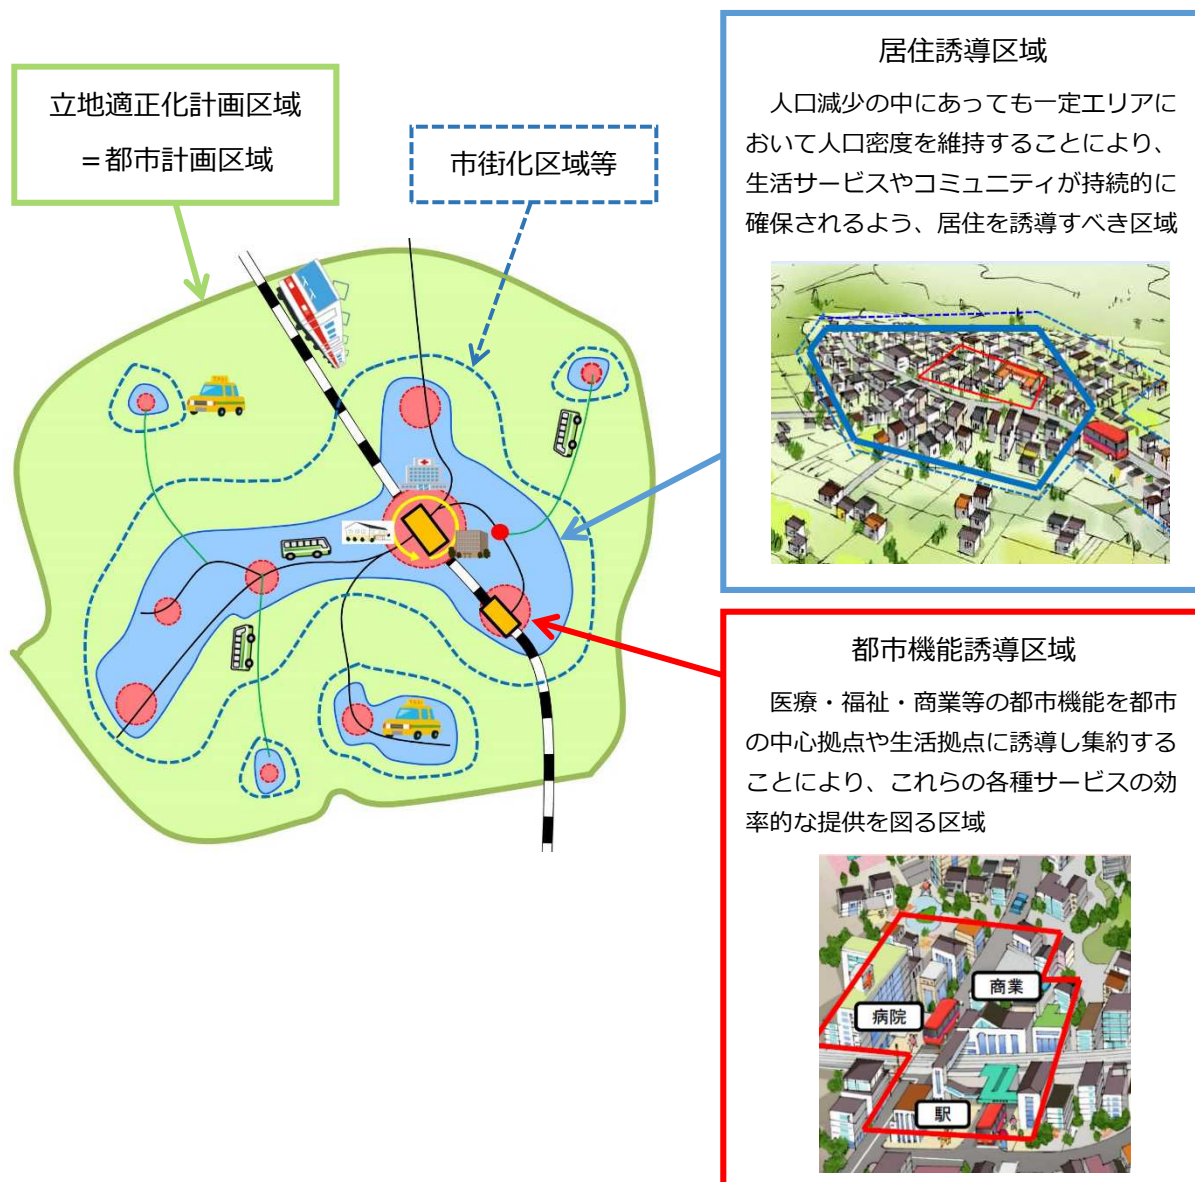 立地適正化計画区域
＝都市計画区域
市街化区域等
居住誘導区域
人口減少の中にあっても一定エリアに
おいて人口密度を維持することにより、
生活サービスやコミュニティが持続的に
確保されるよう、居住を誘導すべき区域
都市機能誘導区域
医療・福祉・商業等の都市機能を都市
の中心拠点や生活拠点に誘導し集約する
ことにより、これらの各種サービスの効
率的な提供を図る区域
商業
病院
駅